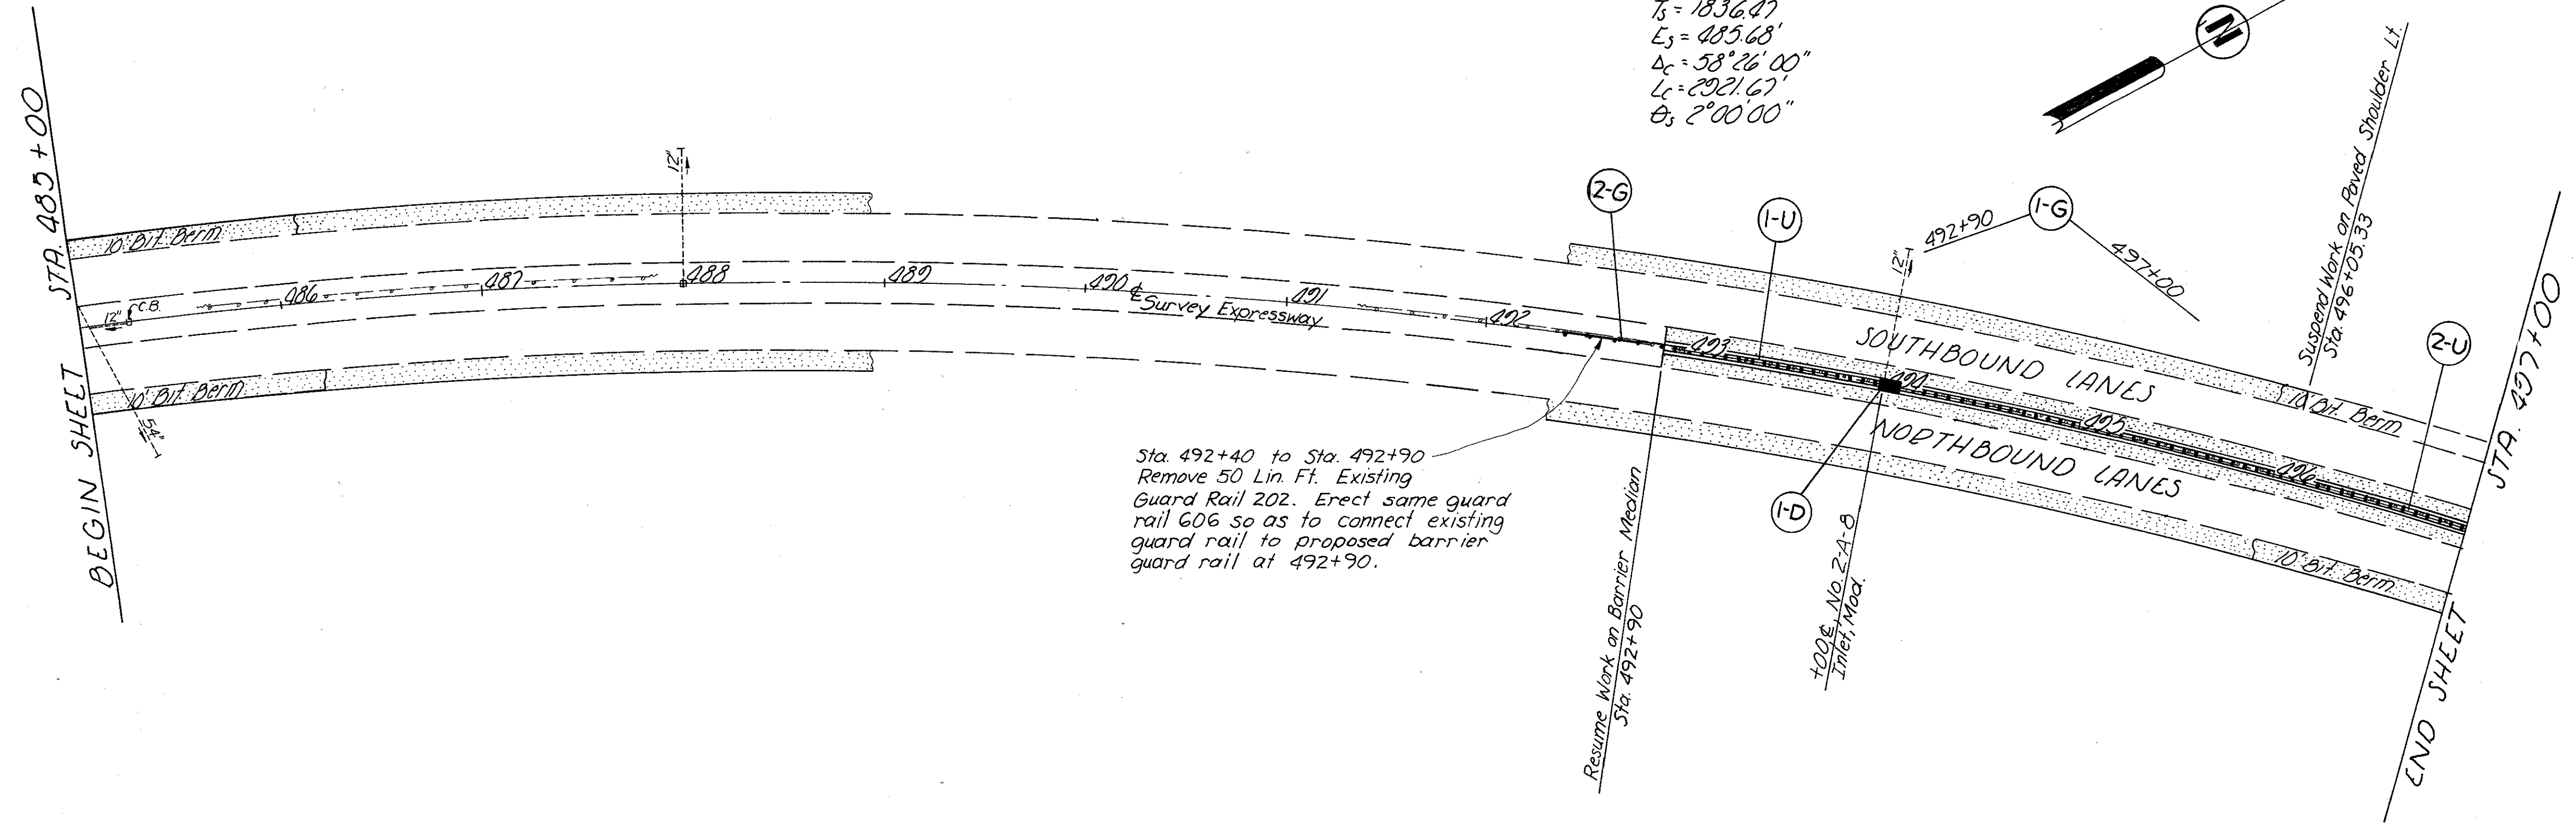 Ts = 1836.47
Es = 485.68'
Δc = 58°26'00"
Lc = 2921.67'
θs 2°00'00"
N
BEGIN SHEET STA. 485+00
10' Bit. Berm
12"
C.B.
486
487
488
489
490
℄ Survey Expressway
491
492
493
494
495
496
10' Bit. Berm
54"
12"
2-G
1-U
492+90
1-G
497+00
12"
Suspend Work on Paved Shoulder Lt.
Sta. 496+05.33
2-U
SOUTHBOUND LANES
NORTHBOUND LANES
10' Bit. Berm
10' Bit. Berm
1-D
Sta. 492+40 to Sta. 492+90
Remove 50 Lin. Ft. Existing
Guard Rail 202. Erect same guard
rail 606 so as to connect existing
guard rail to proposed barrier
guard rail at 492+90.
Resume Work on Barrier Median
Sta. 492+90
+00 ℄, No. 2-A-8
Inlet, Mod.
END SHEET STA. 497+00